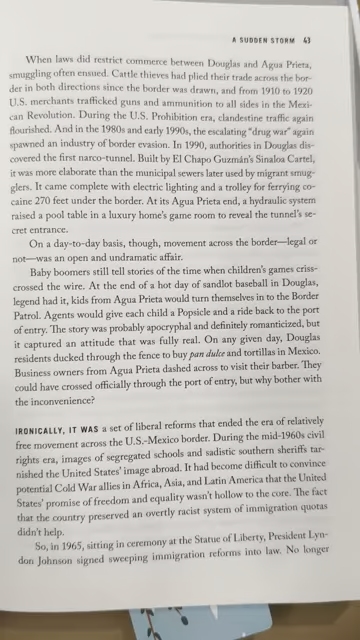 A SUDDEN STORM 43
When laws did restrict commerce between Douglas and Agua Prieta,
smuggling often ensued. Cattle thieves had plied their trade across the bor-
der in both directions since the border was drawn, and from 1910 to 1920
U.S. merchants trafficked guns and ammunition to all sides in the Mexi-
can Revolution. During the U.S. Prohibition era, clandestine traffic again
flourished. And in the 1980s and early 1990s, the escalating "drug war" again
spawned an industry of border evasion. In 1990, authorities in Douglas dis-
covered the first narco-tunnel. Built by El Chapo Guzmán's Sinaloa Cartel,
it was more elaborate than the municipal sewers later used by migrant smug-
glers. It came complete with electric lighting and a trolley for ferrying co-
caine 270 feet under the border. At its Agua Prieta end, a hydraulic system
raised a pool table in a luxury home's game room to reveal the tunnel's se-
cret entrance.
On a day-to-day basis, though, movement across the border—legal or
not—was an open and undramatic affair.
Baby boomers still tell stories of the time when children's games criss-
crossed the wire. At the end of a hot day of sandlot baseball in Douglas,
legend had it, kids from Agua Prieta would turn themselves in to the Border
Patrol. Agents would give each child a Popsicle and a ride back to the port
of entry. The story was probably apocryphal and definitely romanticized, but
it captured an attitude that was fully real. On any given day, Douglas
residents ducked through the fence to buy pan dulce and tortillas in Mexico.
Business owners from Agua Prieta dashed across to visit their barber. They
could have crossed officially through the port of entry, but why bother with
the inconvenience?
IRONICALLY, IT WAS a set of liberal reforms that ended the era of relatively
free movement across the U.S.-Mexico border. During the mid-1960s civil
rights era, images of segregated schools and sadistic southern sheriffs tar-
nished the United States' image abroad. It had become difficult to convince
potential Cold War allies in Africa, Asia, and Latin America that the United
States' promise of freedom and equality wasn't hollow to the core. The fact
that the country preserved an overtly racist system of immigration quotas
didn't help.
So, in 1965, sitting in ceremony at the Statue of Liberty, President Lyn-
don Johnson signed sweeping immigration reforms into law. No longer